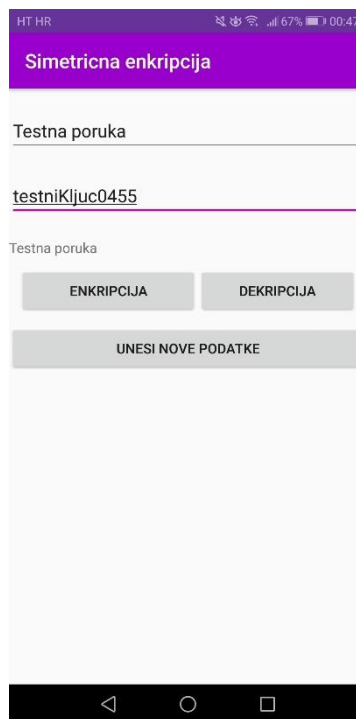 HT HR 67% 00:47
Simetricna enkripcija
Testna poruka
testniKljuc0455
Testna poruka
ENKRIPCIJA DEKRIPCIJA
UNESI NOVE PODATKE